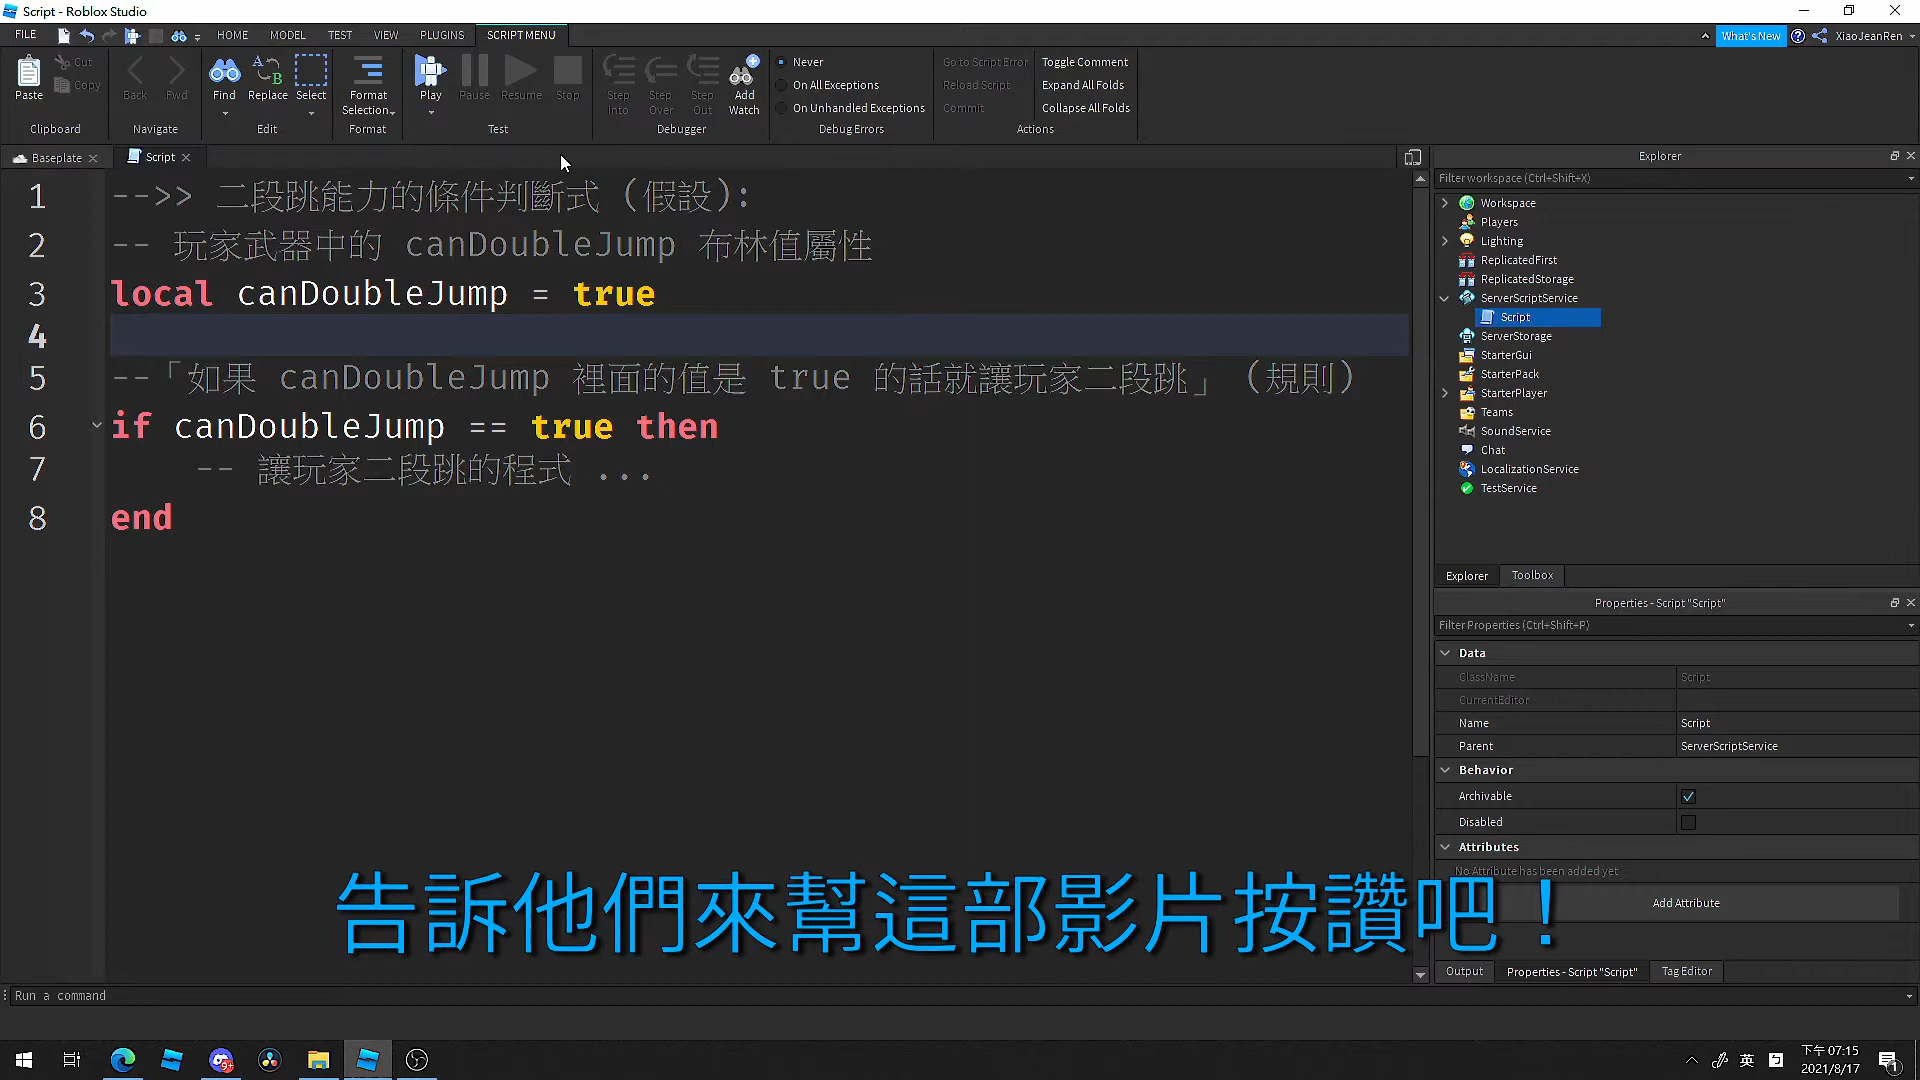 Script - Roblox Studio
FILE HOME MODEL TEST VIEW PLUGINS SCRIPT MENU What's New XiaoJeanRen
Paste Cut Copy Back Fwd Find Replace Select Format Selection Play Pause Resume Stop Step Into Step Over Step Out Add Watch
Never Go to Script Error Toggle Comment
On All Exceptions Reload Script Expand All Folds
On Unhandled Exceptions Commit Collapse All Folds
Clipboard Navigate Edit Format Test Debugger Debug Errors Actions
Baseplate Script
1 -->> 二段跳能力的條件判斷式 (假設):
2 -- 玩家武器中的 canDoubleJump 布林值屬性
3 local canDoubleJump = true
4
5 --「如果 canDoubleJump 裡面的值是 true 的話就讓玩家二段跳」 (規則)
6 if canDoubleJump == true then
7 -- 讓玩家二段跳的程式 ...
8 end
Explorer
Filter workspace (Ctrl+Shift+X)
Workspace
Players
Lighting
ReplicatedFirst
ReplicatedStorage
ServerScriptService
Script
ServerStorage
StarterGui
StarterPack
StarterPlayer
Teams
SoundService
Chat
LocalizationService
TestService
Explorer Toolbox
Properties - Script "Script"
Filter Properties (Ctrl+Shift+P)
Data
ClassName Script
CurrentEditor
Name Script
Parent ServerScriptService
Behavior
Archivable
Disabled
Attributes
No Attribute has been added yet
Add Attribute
告訴他們來幫這部影片按讚吧！
Output Properties - Script "Script" Tag Editor
Run a command
9+
英
下午 07:15
2021/8/17
1